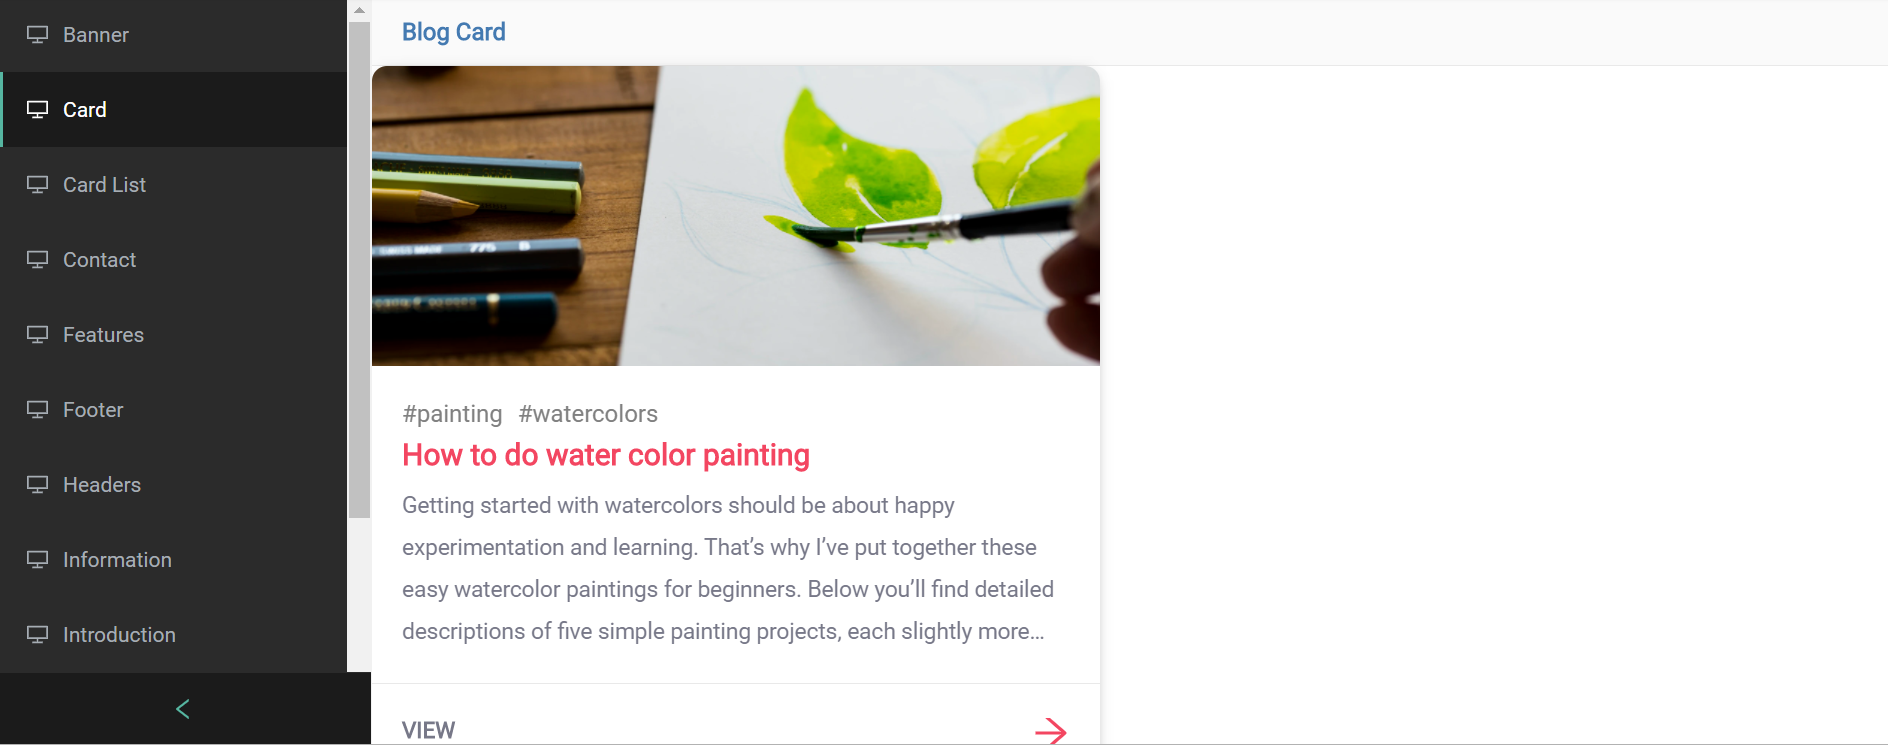 Banner
Card
Card List
Contact
Features
Footer
Headers
Information
Introduction
Blog Card
SWISS MADE 775 B
#painting #watercolors
How to do water color painting
Getting started with watercolors should be about happy
experimentation and learning. That’s why I’ve put together these
easy watercolor paintings for beginners. Below you’ll find detailed
descriptions of five simple painting projects, each slightly more...
VIEW